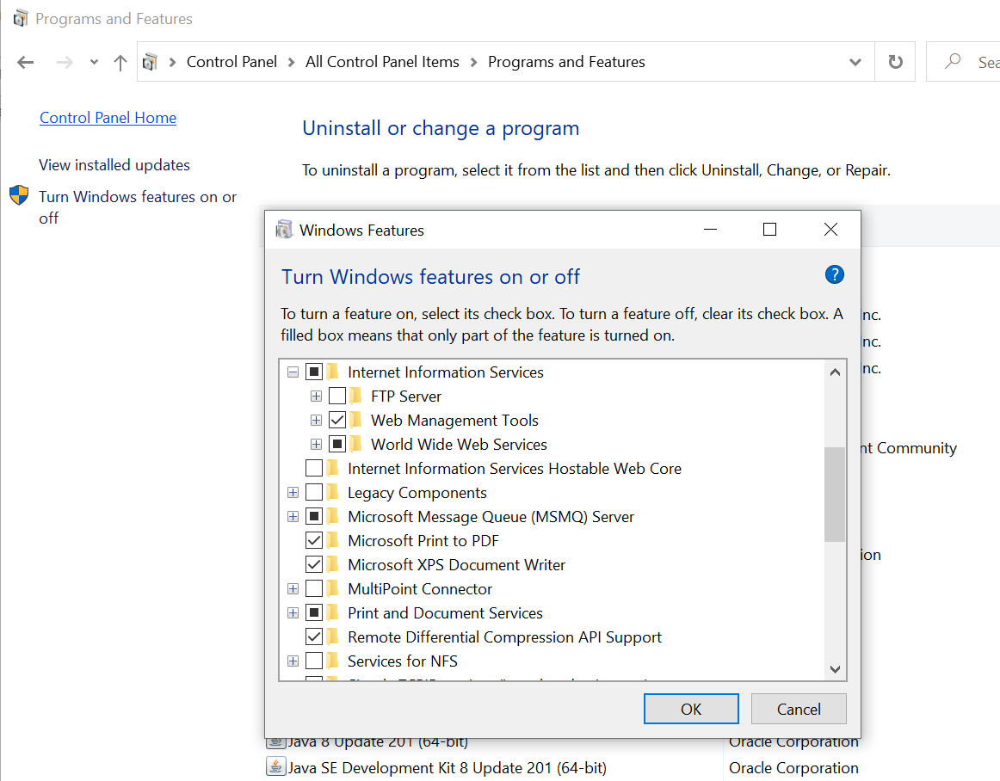 Programs and Features
Control Panel > All Control Panel Items > Programs and Features
Control Panel Home
View installed updates
Turn Windows features on or
off
Uninstall or change a program
To uninstall a program, select it from the list and then click Uninstall, Change, or Repair.
Windows Features
Turn Windows features on or off
?
To turn a feature on, select its check box. To turn a feature off, clear its check box. A
filled box means that only part of the feature is turned on.
Internet Information Services
FTP Server
Web Management Tools
World Wide Web Services
Internet Information Services Hostable Web Core
Legacy Components
Microsoft Message Queue (MSMQ) Server
Microsoft Print to PDF
Microsoft XPS Document Writer
MultiPoint Connector
Print and Document Services
Remote Differential Compression API Support
Services for NFS
OK
Cancel
nc.
nc.
nc.
nt Community
ion
Java 8 Update 201 (64-bit) Oracle Corporation
Java SE Development Kit 8 Update 201 (64-bit) Oracle Corporation